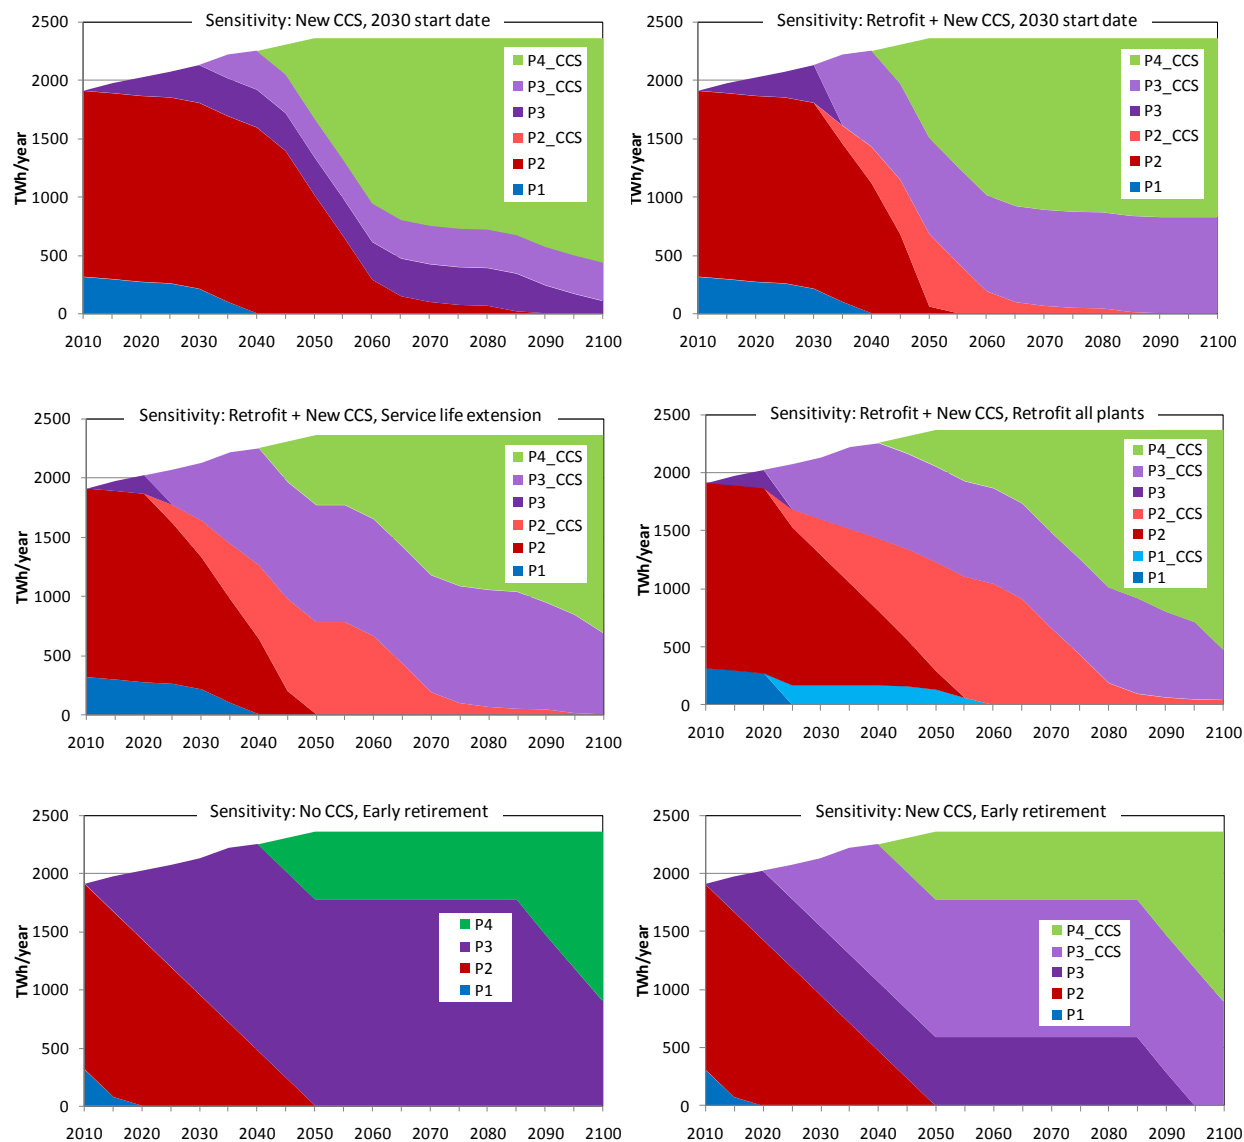 Sensitivity: New CCS, 2030 start date
TWh/year
2500
2000
1500
1000
500
0
P4_CCS
P3_CCS
P3
P2_CCS
P2
P1
2010 2020 2030 2040 2050 2060 2070 2080 2090 2100
Sensitivity: Retrofit + New CCS, 2030 start date
TWh/year
2500
2000
1500
1000
500
0
P4_CCS
P3_CCS
P3
P2_CCS
P2
P1
2010 2020 2030 2040 2050 2060 2070 2080 2090 2100
Sensitivity: Retrofit + New CCS, Service life extension
TWh/year
2500
2000
1500
1000
500
0
P4_CCS
P3_CCS
P3
P2_CCS
P2
P1
2010 2020 2030 2040 2050 2060 2070 2080 2090 2100
Sensitivity: Retrofit + New CCS, Retrofit all plants
TWh/year
2500
2000
1500
1000
500
0
P4_CCS
P3_CCS
P3
P2_CCS
P2
P1_CCS
P1
2010 2020 2030 2040 2050 2060 2070 2080 2090 2100
Sensitivity: No CCS, Early retirement
TWh/year
2500
2000
1500
1000
500
0
P4
P3
P2
P1
2010 2020 2030 2040 2050 2060 2070 2080 2090 2100
Sensitivity: New CCS, Early retirement
TWh/year
2500
2000
1500
1000
500
0
P4_CCS
P3_CCS
P3
P2
P1
2010 2020 2030 2040 2050 2060 2070 2080 2090 2100